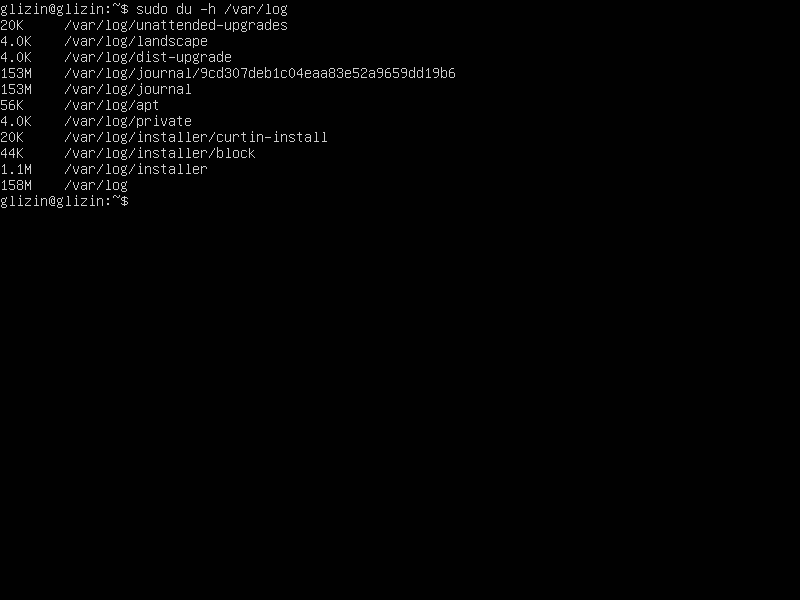 glizin@glizin:~$ sudo du -h /var/log
20K /var/log/unattended-upgrades
4.0K /var/log/landscape
4.0K /var/log/dist-upgrade
153M /var/log/journal/9cd307deb1c04eaa83e52a9659dd19b6
153M /var/log/journal
56K /var/log/apt
4.0K /var/log/private
20K /var/log/installer/curtin-install
44K /var/log/installer/block
1.1M /var/log/installer
158M /var/log
glizin@glizin:~$